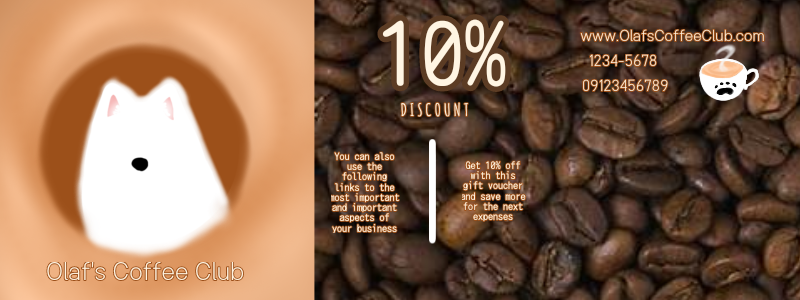 10%
DISCOUNT
www.OlafsCoffeeClub.com
1234-5678
09123456789
You can also
use the
following
links to the
most important
and important
aspects of
your business
Get 10% off
with this
gift voucher
and save more
for the next
expenses
Olaf's Coffee Club